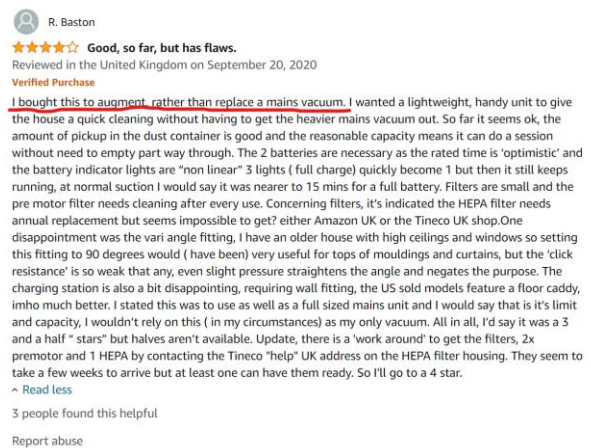 R. Baston
Good, so far, but has flaws.
Reviewed in the United Kingdom on September 20, 2020
Verified Purchase
I bought this to augment, rather than replace a mains vacuum. I wanted a lightweight, handy unit to give
the house a quick cleaning without having to get the heavier mains vacuum out. So far it seems ok, the
amount of pickup in the dust container is good and the reasonable capacity means it can do a session
without need to empty part way through. The 2 batteries are necessary as the rated time is 'optimistic' and
the battery indicator lights are “non linear” 3 lights ( full charge) quickly become 1 but then it still keeps
running, at normal suction I would say it was nearer to 15 mins for a full battery. Filters are small and the
pre motor filter needs cleaning after every use. Concerning filters, it's indicated the HEPA filter needs
annual replacement but seems impossible to get? either Amazon UK or the Tineco UK shop.One
disappointment was the vari angle fitting, I have an older house with high ceilings and windows so setting
this fitting to 90 degrees would ( have been) very useful for tops of mouldings and curtains, but the ‘click
resistance’ is so weak that any, even slight pressure straightens the angle and negates the purpose. The
charging station is also a bit disappointing, requiring wall fitting, the US sold models feature a floor caddy,
imho much better. I stated this was to use as well as a full sized mains unit and I would say that is it's limit
and capacity, I wouldn't rely on this ( in my circumstances) as my only vacuum. All in all, I'd say it was a 3
and a half “ stars” but halves aren't available. Update, there is a 'work around' to get the filters, 2x
premotor and 1 HEPA by contacting the Tineco "help" UK address on the HEPA filter housing. They seem to
take a few weeks to arrive but at least one can have them ready. So I'll go to a 4 star.
Read less
3 people found this helpful
Report abuse